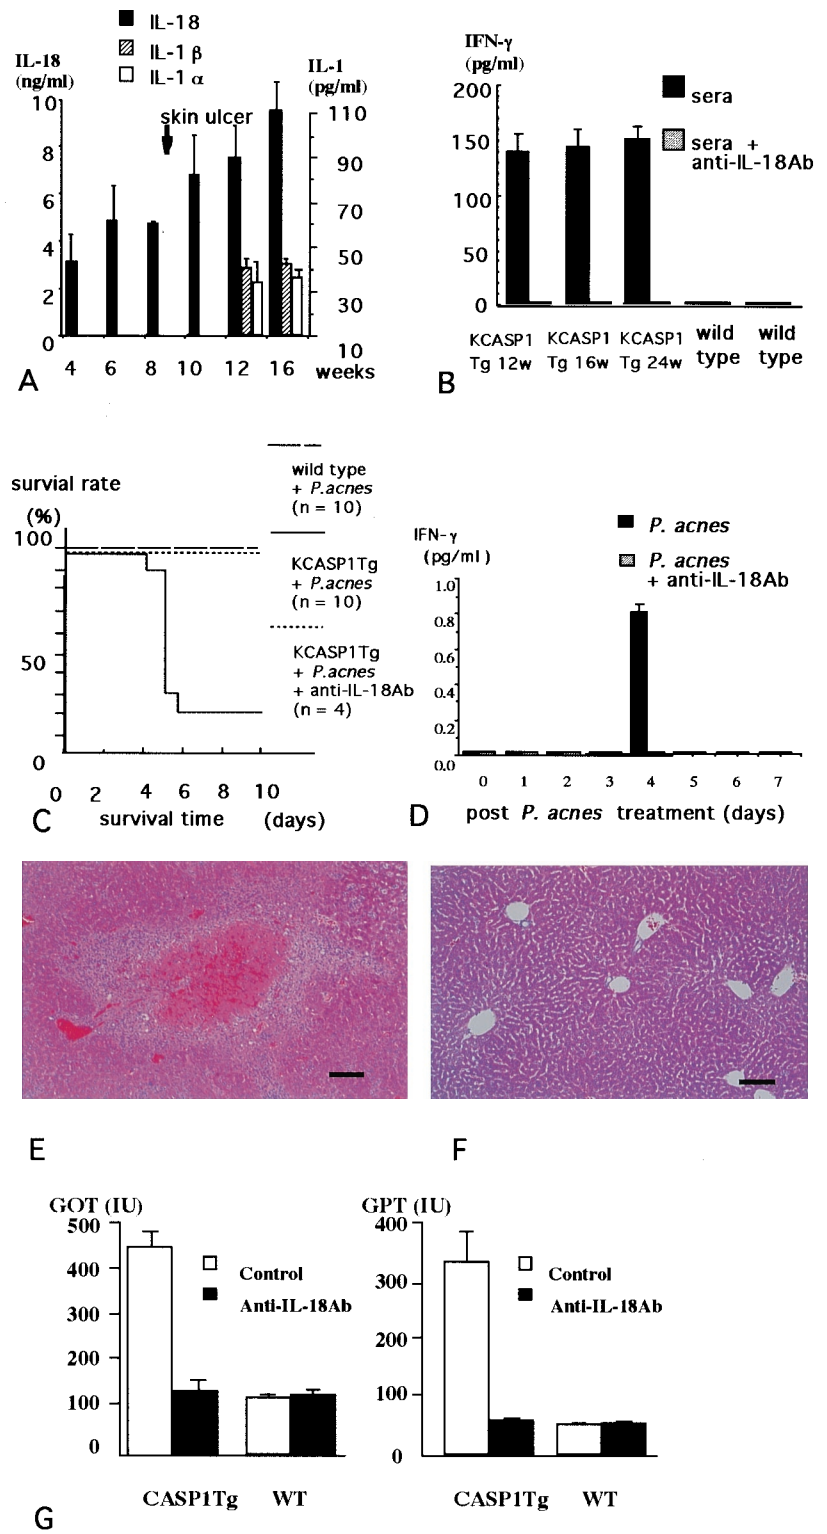 IL-18
IL-1 β
IL-1 α
IL-18
(ng/ml)
IL-1
(pg/ml)
skin ulcer
10
8
6
4
2
0
110
90
70
50
30
10
4 6 8 10 12 16 weeks
A
IFN-γ
(pg/ml)
sera
sera +
anti-IL-18Ab
200
150
100
50
0
KCASP1
Tg 12w
KCASP1
Tg 16w
KCASP1
Tg 24w
wild
type
wild
type
B
survial rate
(%)
100
50
0
0 2 4 6 8 10
survival time (days)
C
wild type
+ P.acnes
(n = 10)
KCASP1Tg
+ P.acnes
(n = 10)
KCASP1Tg
+ P.acnes
+ anti-IL-18Ab
(n = 4)
IFN-γ
(pg/ml)
P. acnes
P. acnes
+ anti-IL-18Ab
1.0
0.8
0.6
0.4
0.2
0.0
0 1 2 3 4 5 6 7
post P. acnes treatment (days)
D
E
F
GOT (IU)
500
400
300
200
100
0
Control
Anti-IL-18Ab
CASP1Tg WT
GPT (IU)
400
300
200
100
0
Control
Anti-IL-18Ab
CASP1Tg WT
G